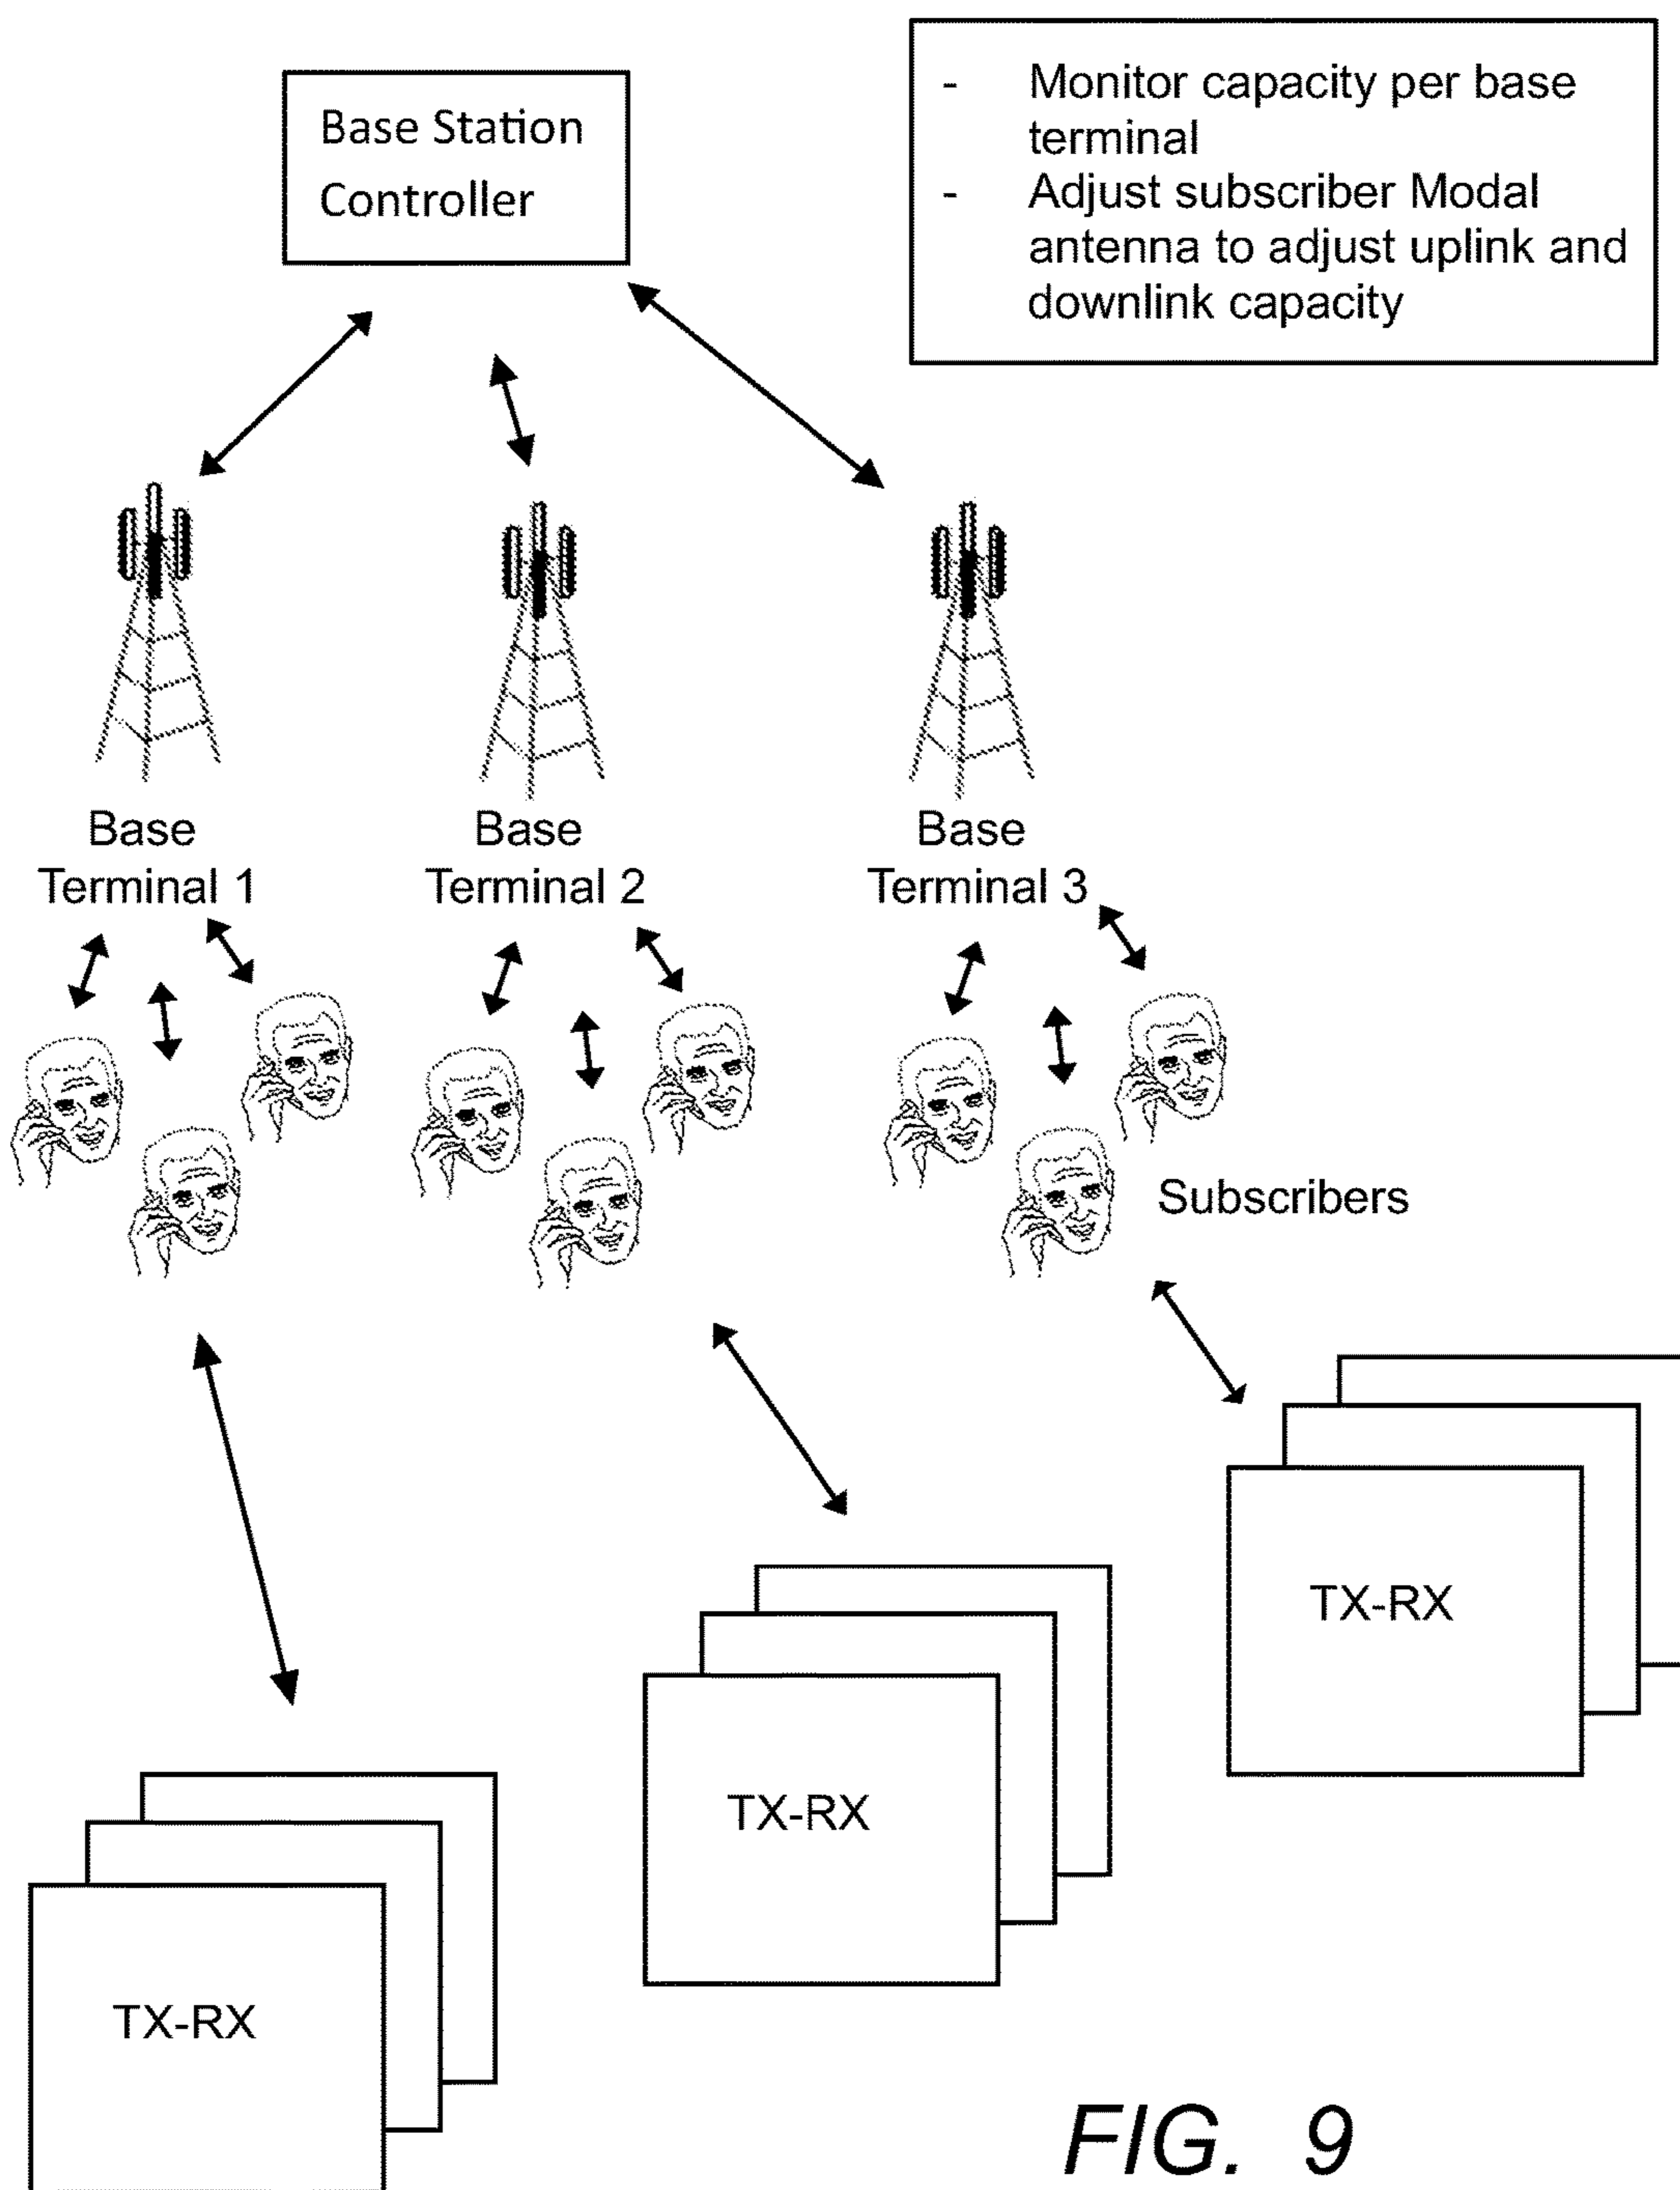 Base Station
Controller
- Monitor capacity per base
terminal
- Adjust subscriber Modal
antenna to adjust uplink and
downlink capacity
Base
Terminal 1
Base
Terminal 2
Base
Terminal 3
Subscribers
TX-RX
TX-RX
TX-RX
FIG. 9